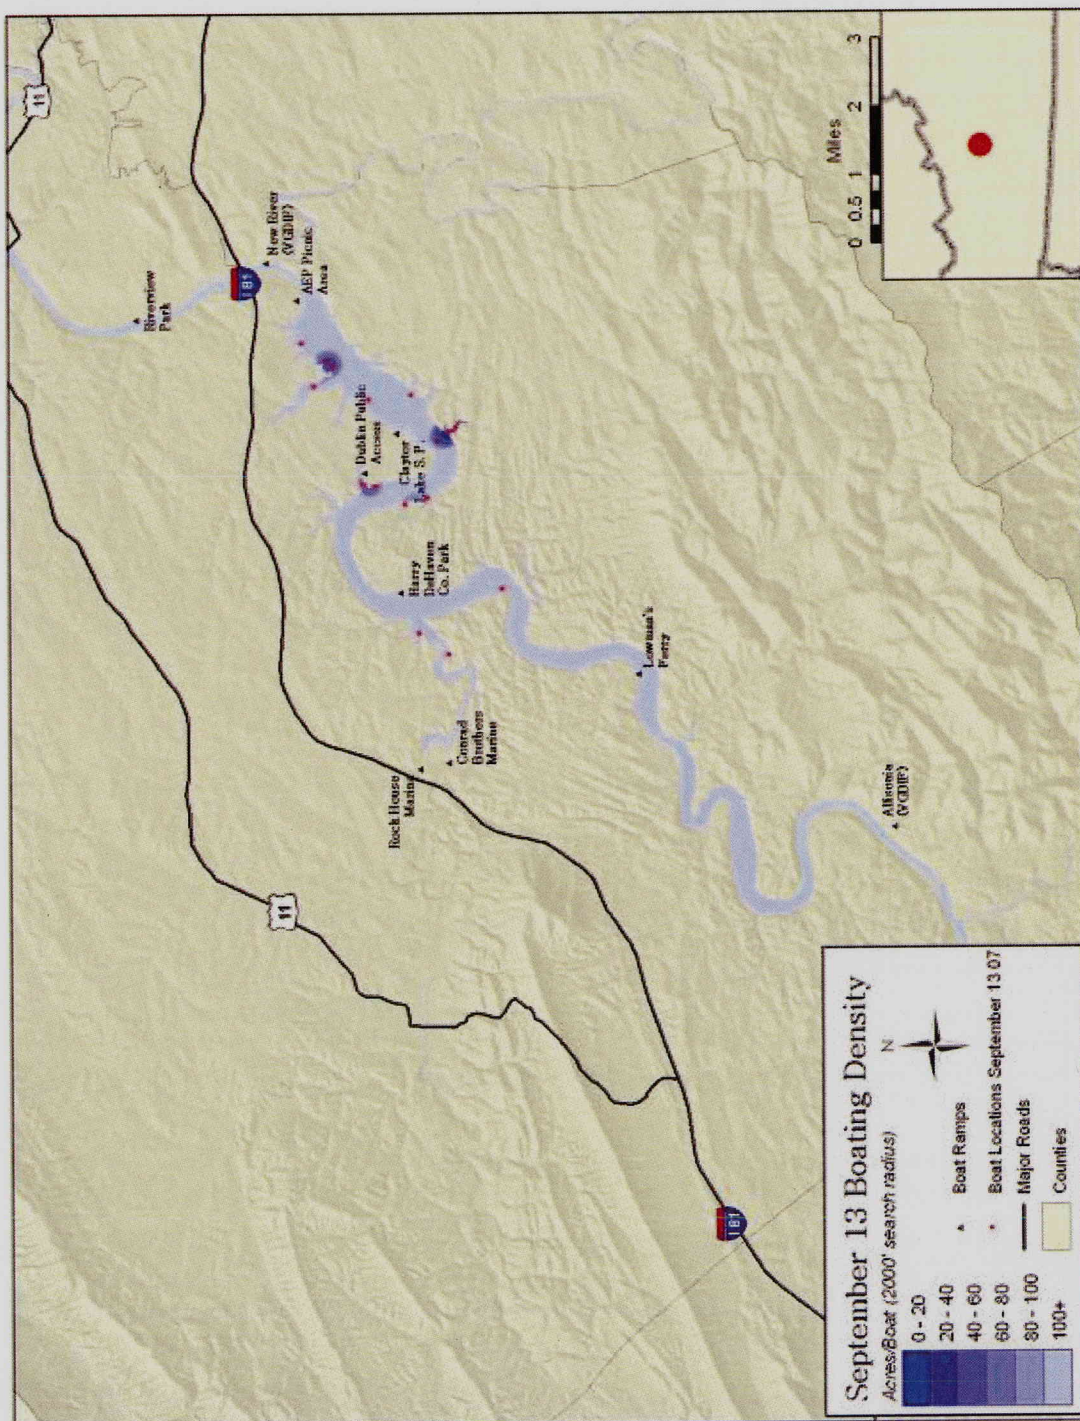 September 13 Boating Density
Acres/Boat (2000' search radius)
0 - 20
20 - 40
40 - 60
60 - 80
80 - 100
100+
N
Boat Ramps
Boat Locations September 13 07
Major Roads
Counties
11
11
I 81
I 81
Riverview
Park
New River
(VGDIF)
AEP Picnic
Area
Dublin Public
Access
Claytor
Lake S. P.
Harry
DeHaven
Co. Park
Rock House
Marina
Conrad
Brothers
Marina
Lowman's
Ferry
Allisonia
(VGDIF)
0 0.5 1 2 3
Miles